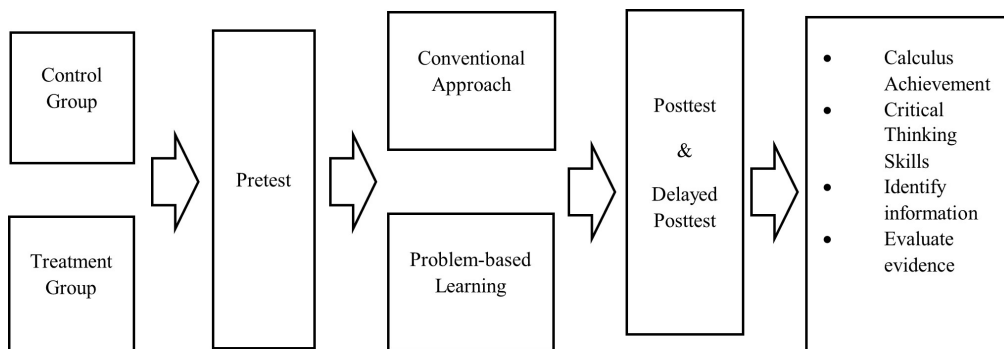 Control
Group
Treatment
Group
Pretest
Conventional
Approach
Problem-based
Learning
Posttest
&
Delayed
Posttest
• Calculus
Achievement
• Critical
Thinking
Skills
• Identify
information
• Evaluate
evidence